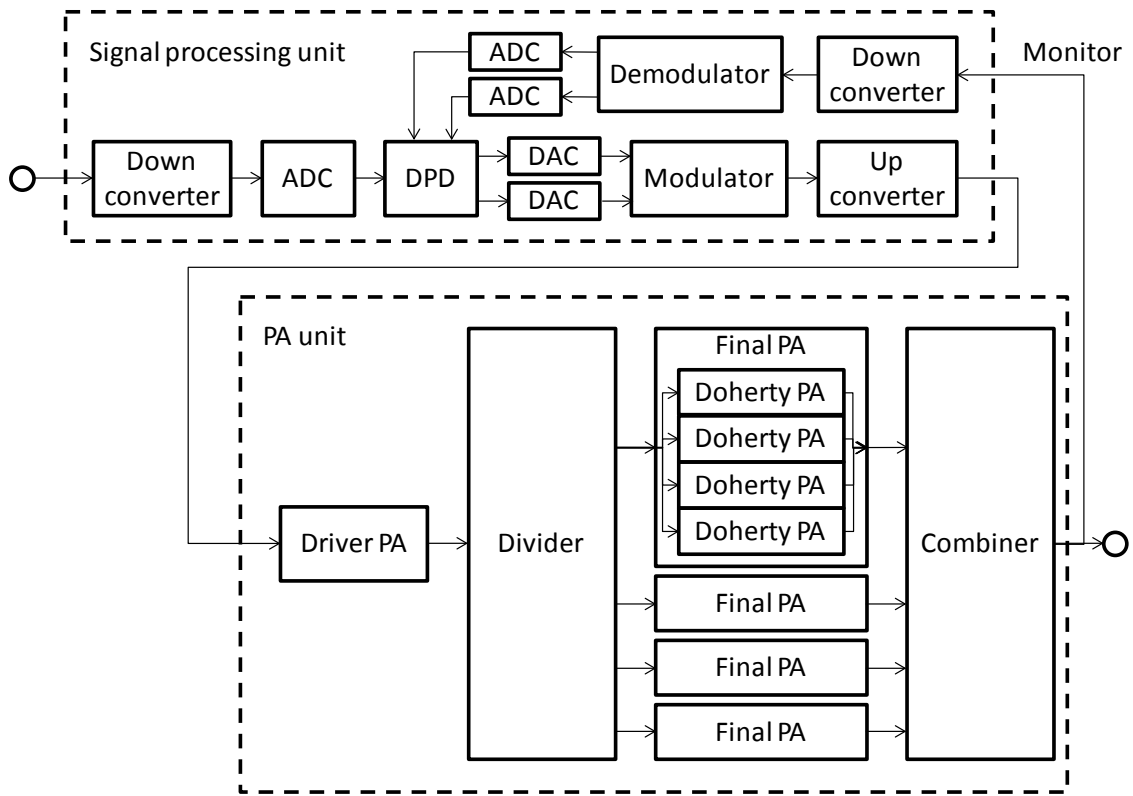 Signal processing unit
ADC
ADC
Demodulator
Down
converter
Monitor
Down
converter
ADC
DPD
DAC
DAC
Modulator
Up
converter
PA unit
Driver PA
Divider
Final PA
Doherty PA
Doherty PA
Doherty PA
Doherty PA
Final PA
Final PA
Final PA
Combiner